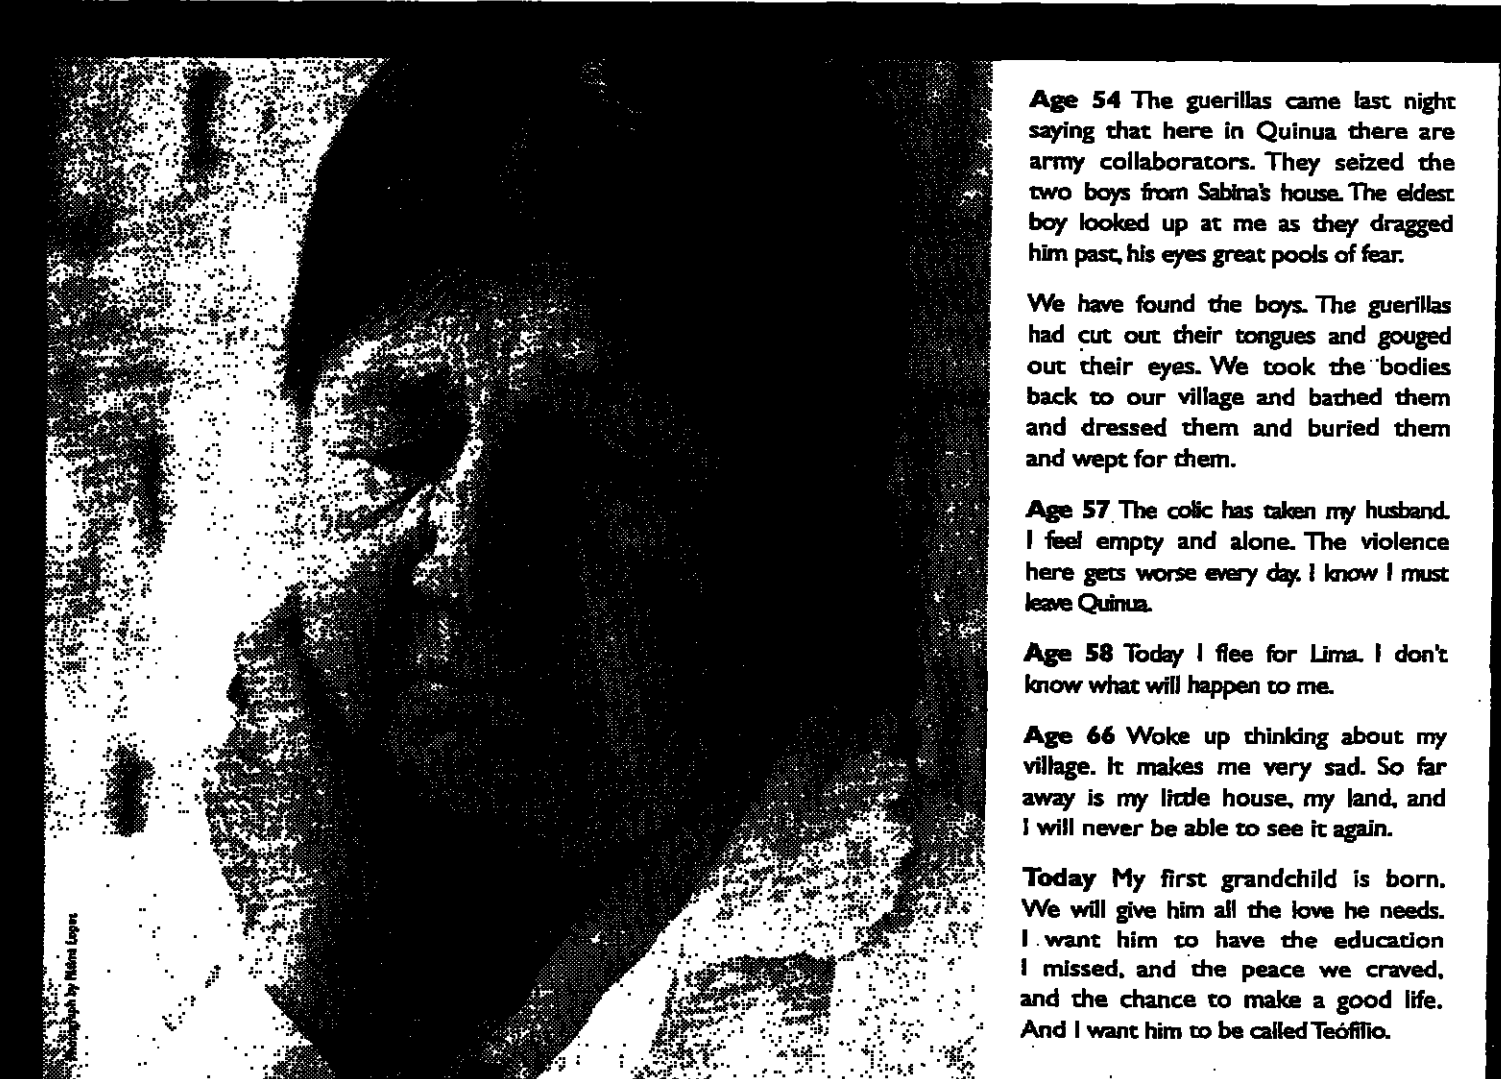 Age 54 The guerillas came last night
saying that here in Quinua there are
army collaborators. They seized the
two boys from Sabina's house. The eldest
boy looked up at me as they dragged
him past, his eyes great pools of fear.
We have found the boys. The guerillas
had cut out their tongues and gouged
out their eyes. We took the bodies
back to our village and bathed them
and dressed them and buried them
and wept for them.
Age 57 The colic has taken my husband.
I feel empty and alone. The violence
here gets worse every day. I know I must
leave Quinua.
Age 58 Today I flee for Lima. I don't
know what will happen to me.
Age 66 Woke up thinking about my
village. It makes me very sad. So far
away is my little house, my land, and
I will never be able to see it again.
Today My first grandchild is born.
We will give him all the love he needs.
I want him to have the education
I missed, and the peace we craved,
and the chance to make a good life.
And I want him to be called Teófilio.
Photograph by